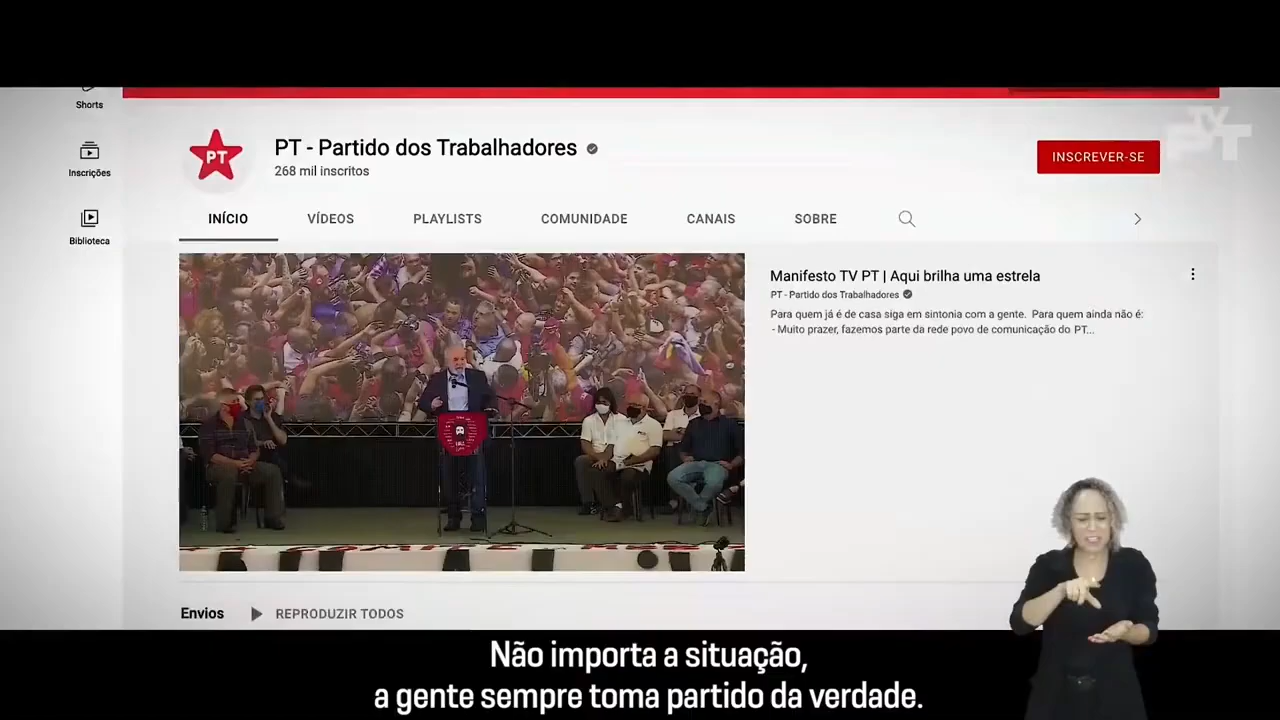 Shorts
Inscrições
Biblioteca
PT
PT - Partido dos Trabalhadores
268 mil inscritos
INSCREVER-SE
TV
PT
INÍCIO VÍDEOS PLAYLISTS COMUNIDADE CANAIS SOBRE
Manifesto TV PT | Aqui brilha uma estrela
PT - Partido dos Trabalhadores
Para quem já é de casa siga em sintonia com a gente. Para quem ainda não é:
- Muito prazer, fazemos parte da rede povo de comunicação do PT...
Envios REPRODUZIR TODOS
Não importa a situação,
a gente sempre toma partido da verdade.